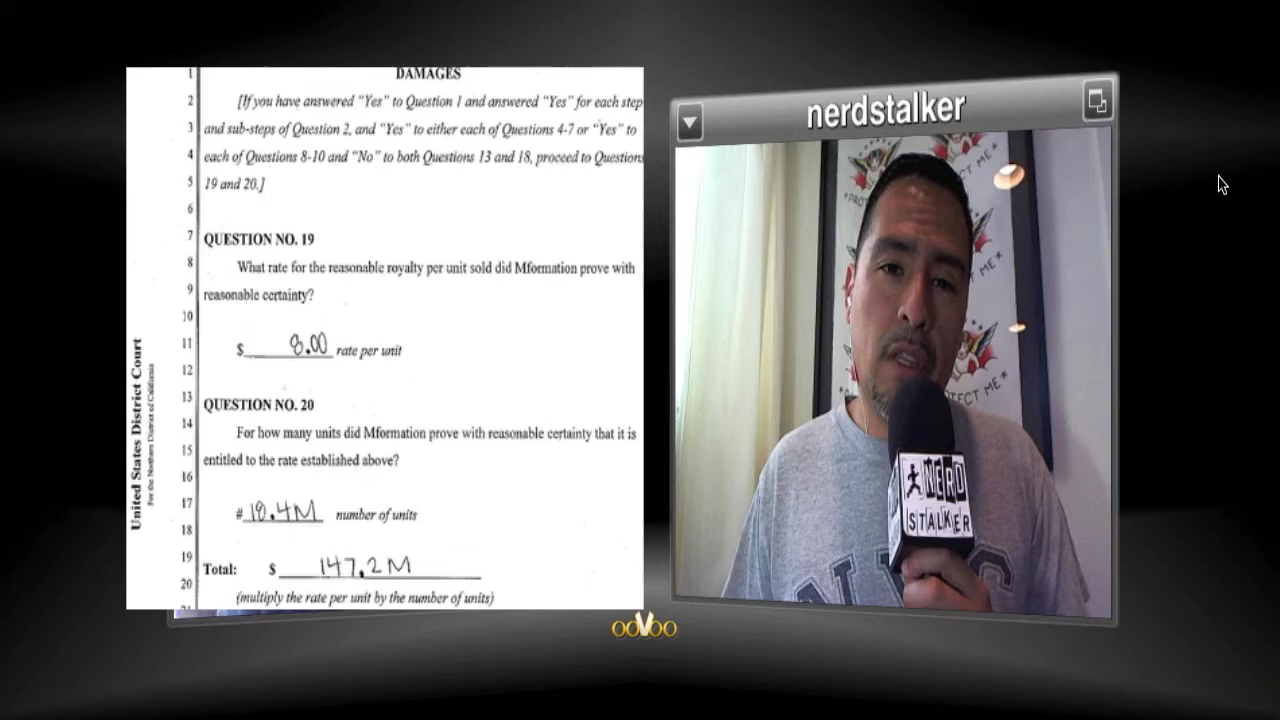 1 DAMAGES
2 [If you have answered "Yes" to Question 1 and answered "Yes" for each step
3 and sub-steps of Question 2, and "Yes" to either each of Questions 4-7 or "Yes" to
4 each of Questions 8-10 and "No" to both Questions 13 and 18, proceed to Questions
5 19 and 20.]
6
7 QUESTION NO. 19
8 What rate for the reasonable royalty per unit sold did Mformation prove with
9 reasonable certainty?
10
11 $ 8.00 rate per unit
12
13 QUESTION NO. 20
14 For how many units did Mformation prove with reasonable certainty that it is
15 entitled to the rate established above?
16
17 # 18.4M number of units
18
19 Total: $ 147.2M
20 (multiply the rate per unit by the number of units)
United States District Court
For the Northern District of California
nerdstalker
PROTECT ME
NERD
STALKER
NYC
ooVoo